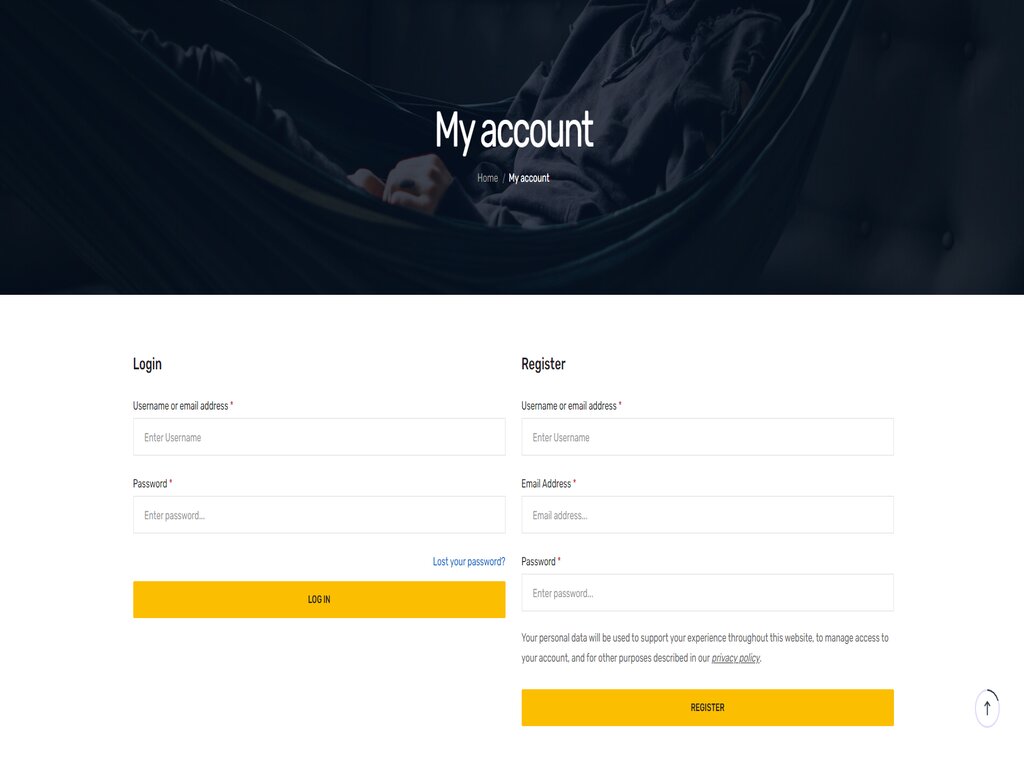 My account
Home / My account
Login
Username or email address *
Enter Username
Password *
Enter password...
Lost your password?
LOG IN
Register
Username or email address *
Enter Username
Email Address *
Email address...
Password *
Enter password...
Your personal data will be used to support your experience throughout this website, to manage access to
your account, and for other purposes described in our privacy policy.
REGISTER